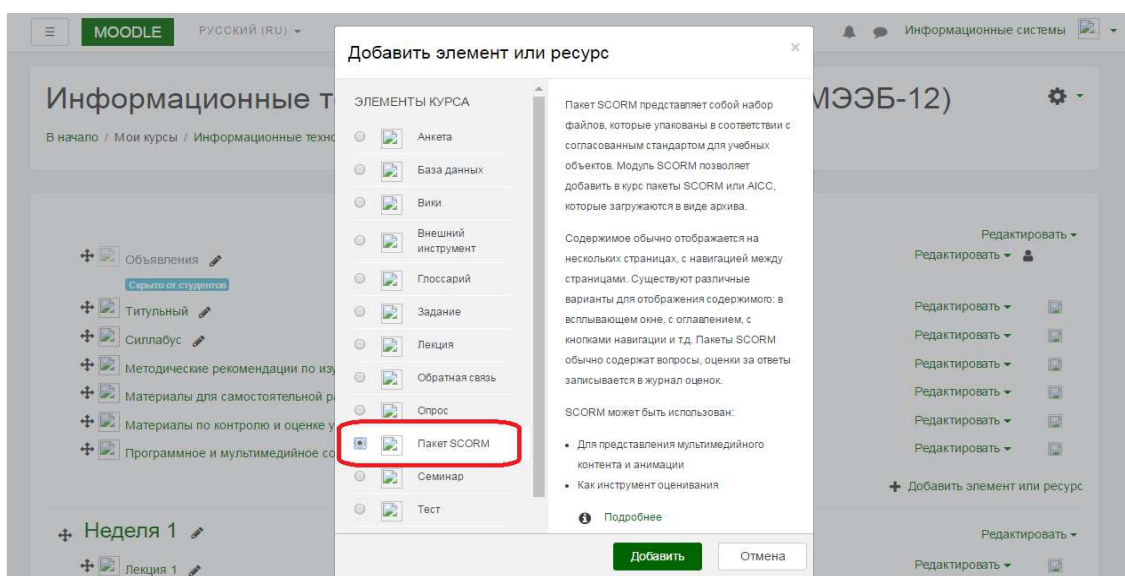 MOODLE
РУССКИЙ (RU)
Информационные системы
Добавить элемент или ресурс
×
Информационные т
МЭЭБ-12)
В начало / Мои курсы / Информационные техно
ЭЛЕМЕНТЫ КУРСА
Анкета
База данных
Вики
Внешний
инструмент
Глоссарий
Задание
Лекция
Обратная связь
Опрос
Пакет SCORM
Семинар
Тест
Пакет SCORM представляет собой набор
файлов, которые упакованы в соответствии с
согласованным стандартом для учебных
объектов. Модуль SCORM позволяет
добавить в курс пакеты SCORM или AICC,
которые загружаются в виде архива.
Содержимое обычно отображается на
нескольких страницах, с навигацией между
страницами. Существуют различные
варианты для отображения содержимого: в
всплывающем окне, с оглавлением, с
кнопками навигации и т.д. Пакеты SCORM
обычно содержат вопросы, оценки за ответы
записывается в журнал оценок.
SCORM может быть использован:
• Для представления мультимедийного
контента и анимации
• Как инструмент оценивания
Подробнее
Добавить
Отмена
Редактировать
Объявления
Редактировать
Скрыто от студентов
Титульный
Редактировать
Силлабус
Редактировать
Методические рекомендации по изу
Редактировать
Материалы для самостоятельной ра
Редактировать
Материалы по контролю и оценке у
Редактировать
Программное и мультимедийное со
Редактировать
Добавить элемент или ресурс
Неделя 1
Редактировать
Лекция 1
Редактировать